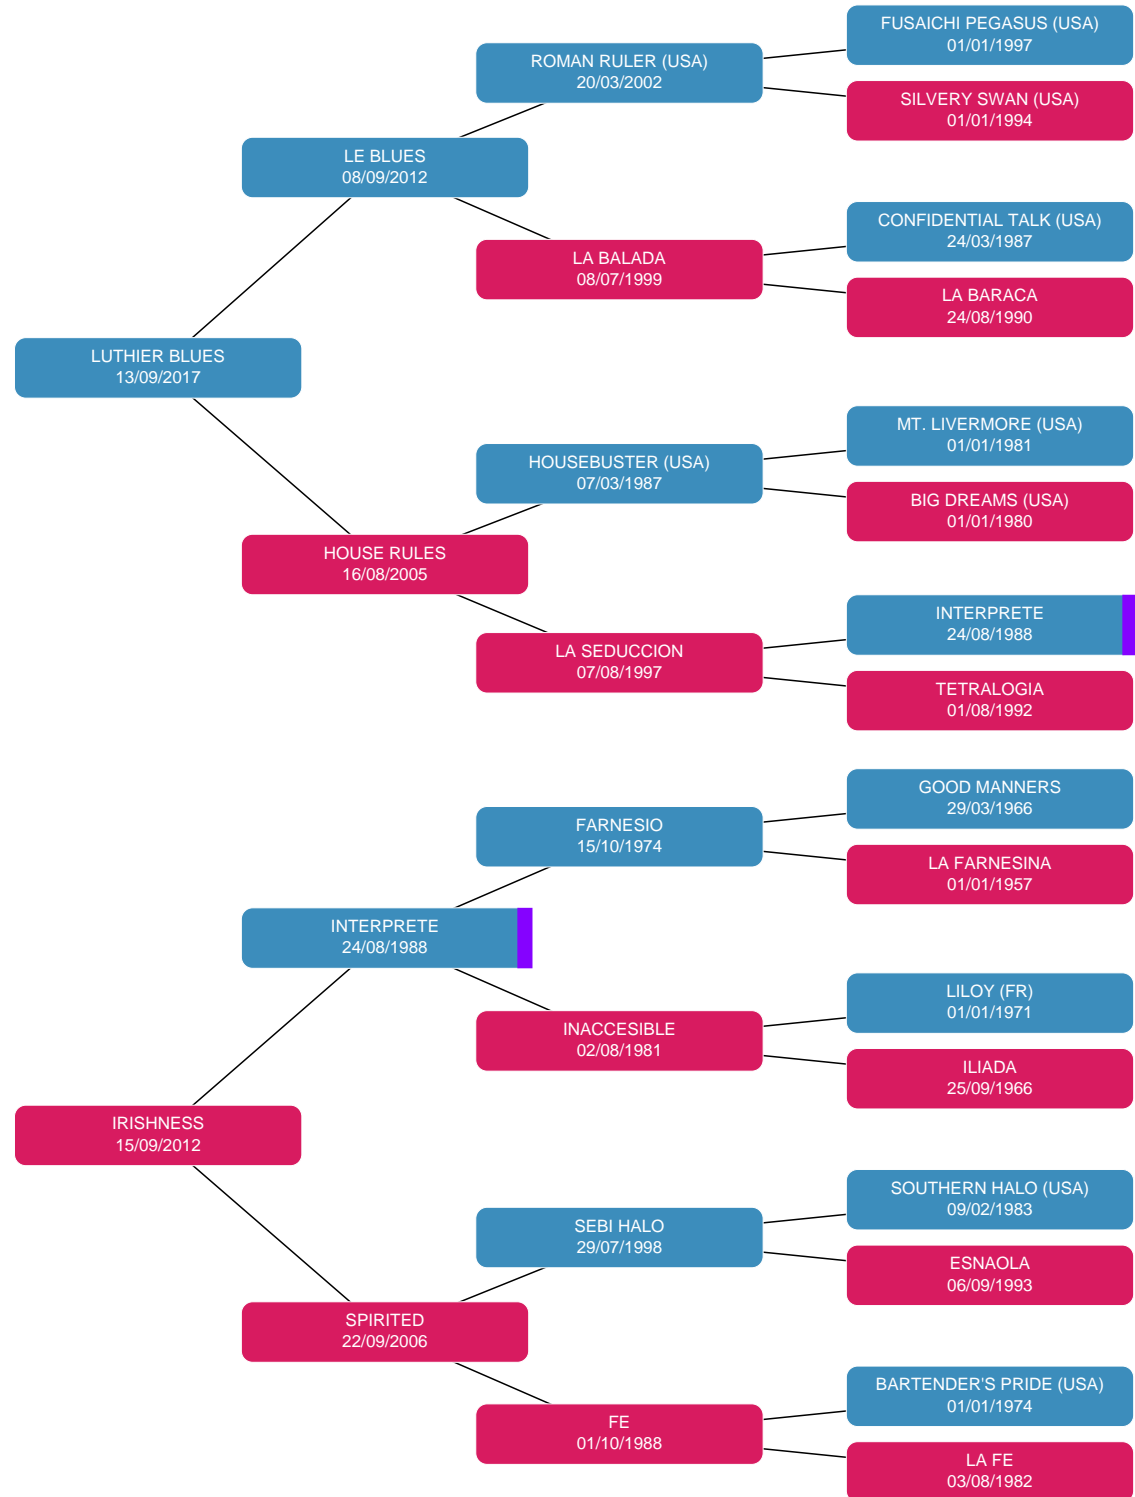 FUSAICHI PEGASUS (USA)
01/01/1997
ROMAN RULER (USA)
20/03/2002
SILVERY SWAN (USA)
01/01/1994
LE BLUES
08/09/2012
CONFIDENTIAL TALK (USA)
24/03/1987
LA BALADA
08/07/1999
LA BARACA
24/08/1990
LUTHIER BLUES
13/09/2017
MT. LIVERMORE (USA)
01/01/1981
HOUSEBUSTER (USA)
07/03/1987
BIG DREAMS (USA)
01/01/1980
HOUSE RULES
16/08/2005
INTERPRETE
24/08/1988
LA SEDUCCION
07/08/1997
TETRALOGIA
01/08/1992
GOOD MANNERS
29/03/1966
FARNESIO
15/10/1974
LA FARNESINA
01/01/1957
INTERPRETE
24/08/1988
LILOY (FR)
01/01/1971
INACCESIBLE
02/08/1981
ILIADA
25/09/1966
IRISHNESS
15/09/2012
SOUTHERN HALO (USA)
09/02/1983
SEBI HALO
29/07/1998
ESNAOLA
06/09/1993
SPIRITED
22/09/2006
BARTENDER'S PRIDE (USA)
01/01/1974
FE
01/10/1988
LA FE
03/08/1982